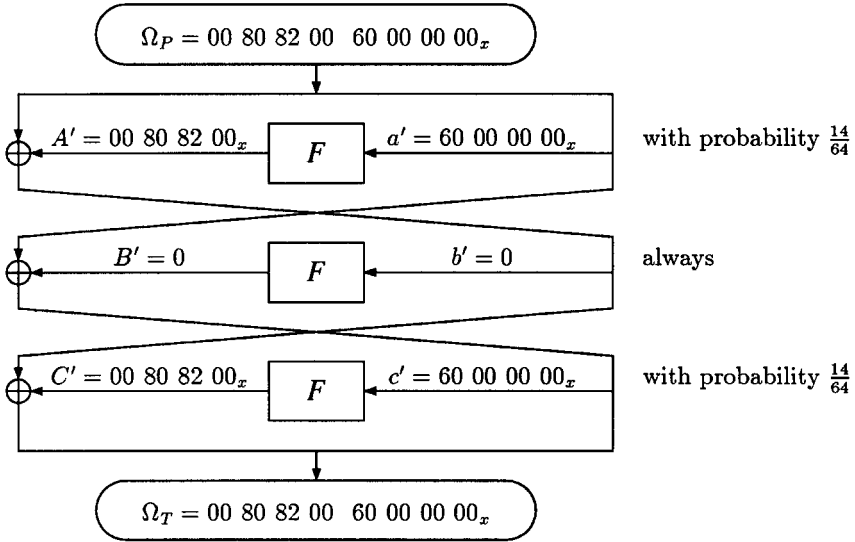 Ω_P = 00 80 82 00 60 00 00 00_x
A′ = 00 80 82 00_x F a′ = 60 00 00 00_x with probability 14/64
B′ = 0 F b′ = 0 always
C′ = 00 80 82 00_x F c′ = 60 00 00 00_x with probability 14/64
Ω_T = 00 80 82 00 60 00 00 00_x